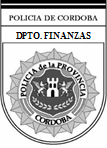 POLICIA DE CORDOBA
DPTO. FINANZAS
POLICIA de la PROVINCIA
CORDOBA